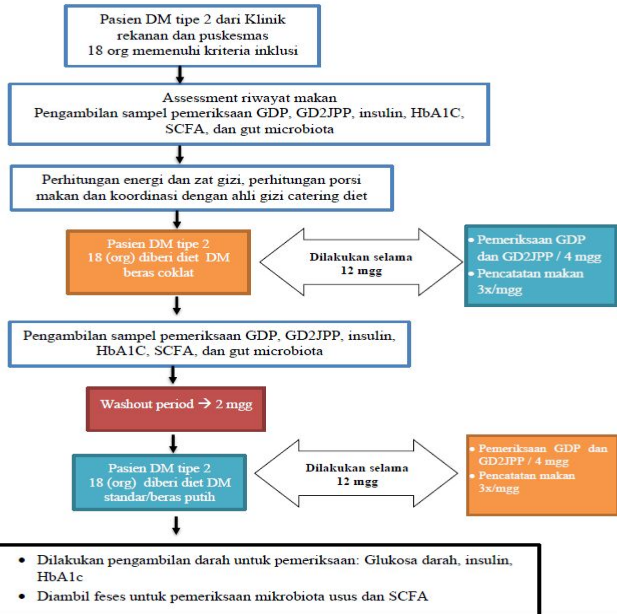 Pasien DM tipe 2 dari Klinik
rekanan dan puskesmas
18 org memenuhi kriteria inklusi
Assessment riwayat makan
Pengambilan sampel pemeriksaan GDP, GD2JPP, insulin, HbA1C,
SCFA, dan gut microbiota
Perhitungan energi dan zat gizi, perhitungan porsi
makan dan koordinasi dengan ahli gizi catering diet
Pasien DM tipe 2
18 (org) diberi diet DM
beras coklat
Dilakukan selama
12 mgg
• Pemeriksaan GDP
dan GD2JPP / 4 mgg
• Pencatatan makan
3x/mgg
Pengambilan sampel pemeriksaan GDP, GD2JPP, insulin,
HbA1C, SCFA, dan gut microbiota
Washout period → 2 mgg
Pasien DM tipe 2
18 (org) diberi diet DM
standar/beras putih
Dilakukan selama
12 mgg
• Pemeriksaan GDP dan
GD2JPP / 4 mgg
• Pencatatan makan
3x/mgg
• Dilakukan pengambilan darah untuk pemeriksaan: Glukosa darah, insulin,
HbA1c
• Diambil feses untuk pemeriksaan mikrobiota usus dan SCFA